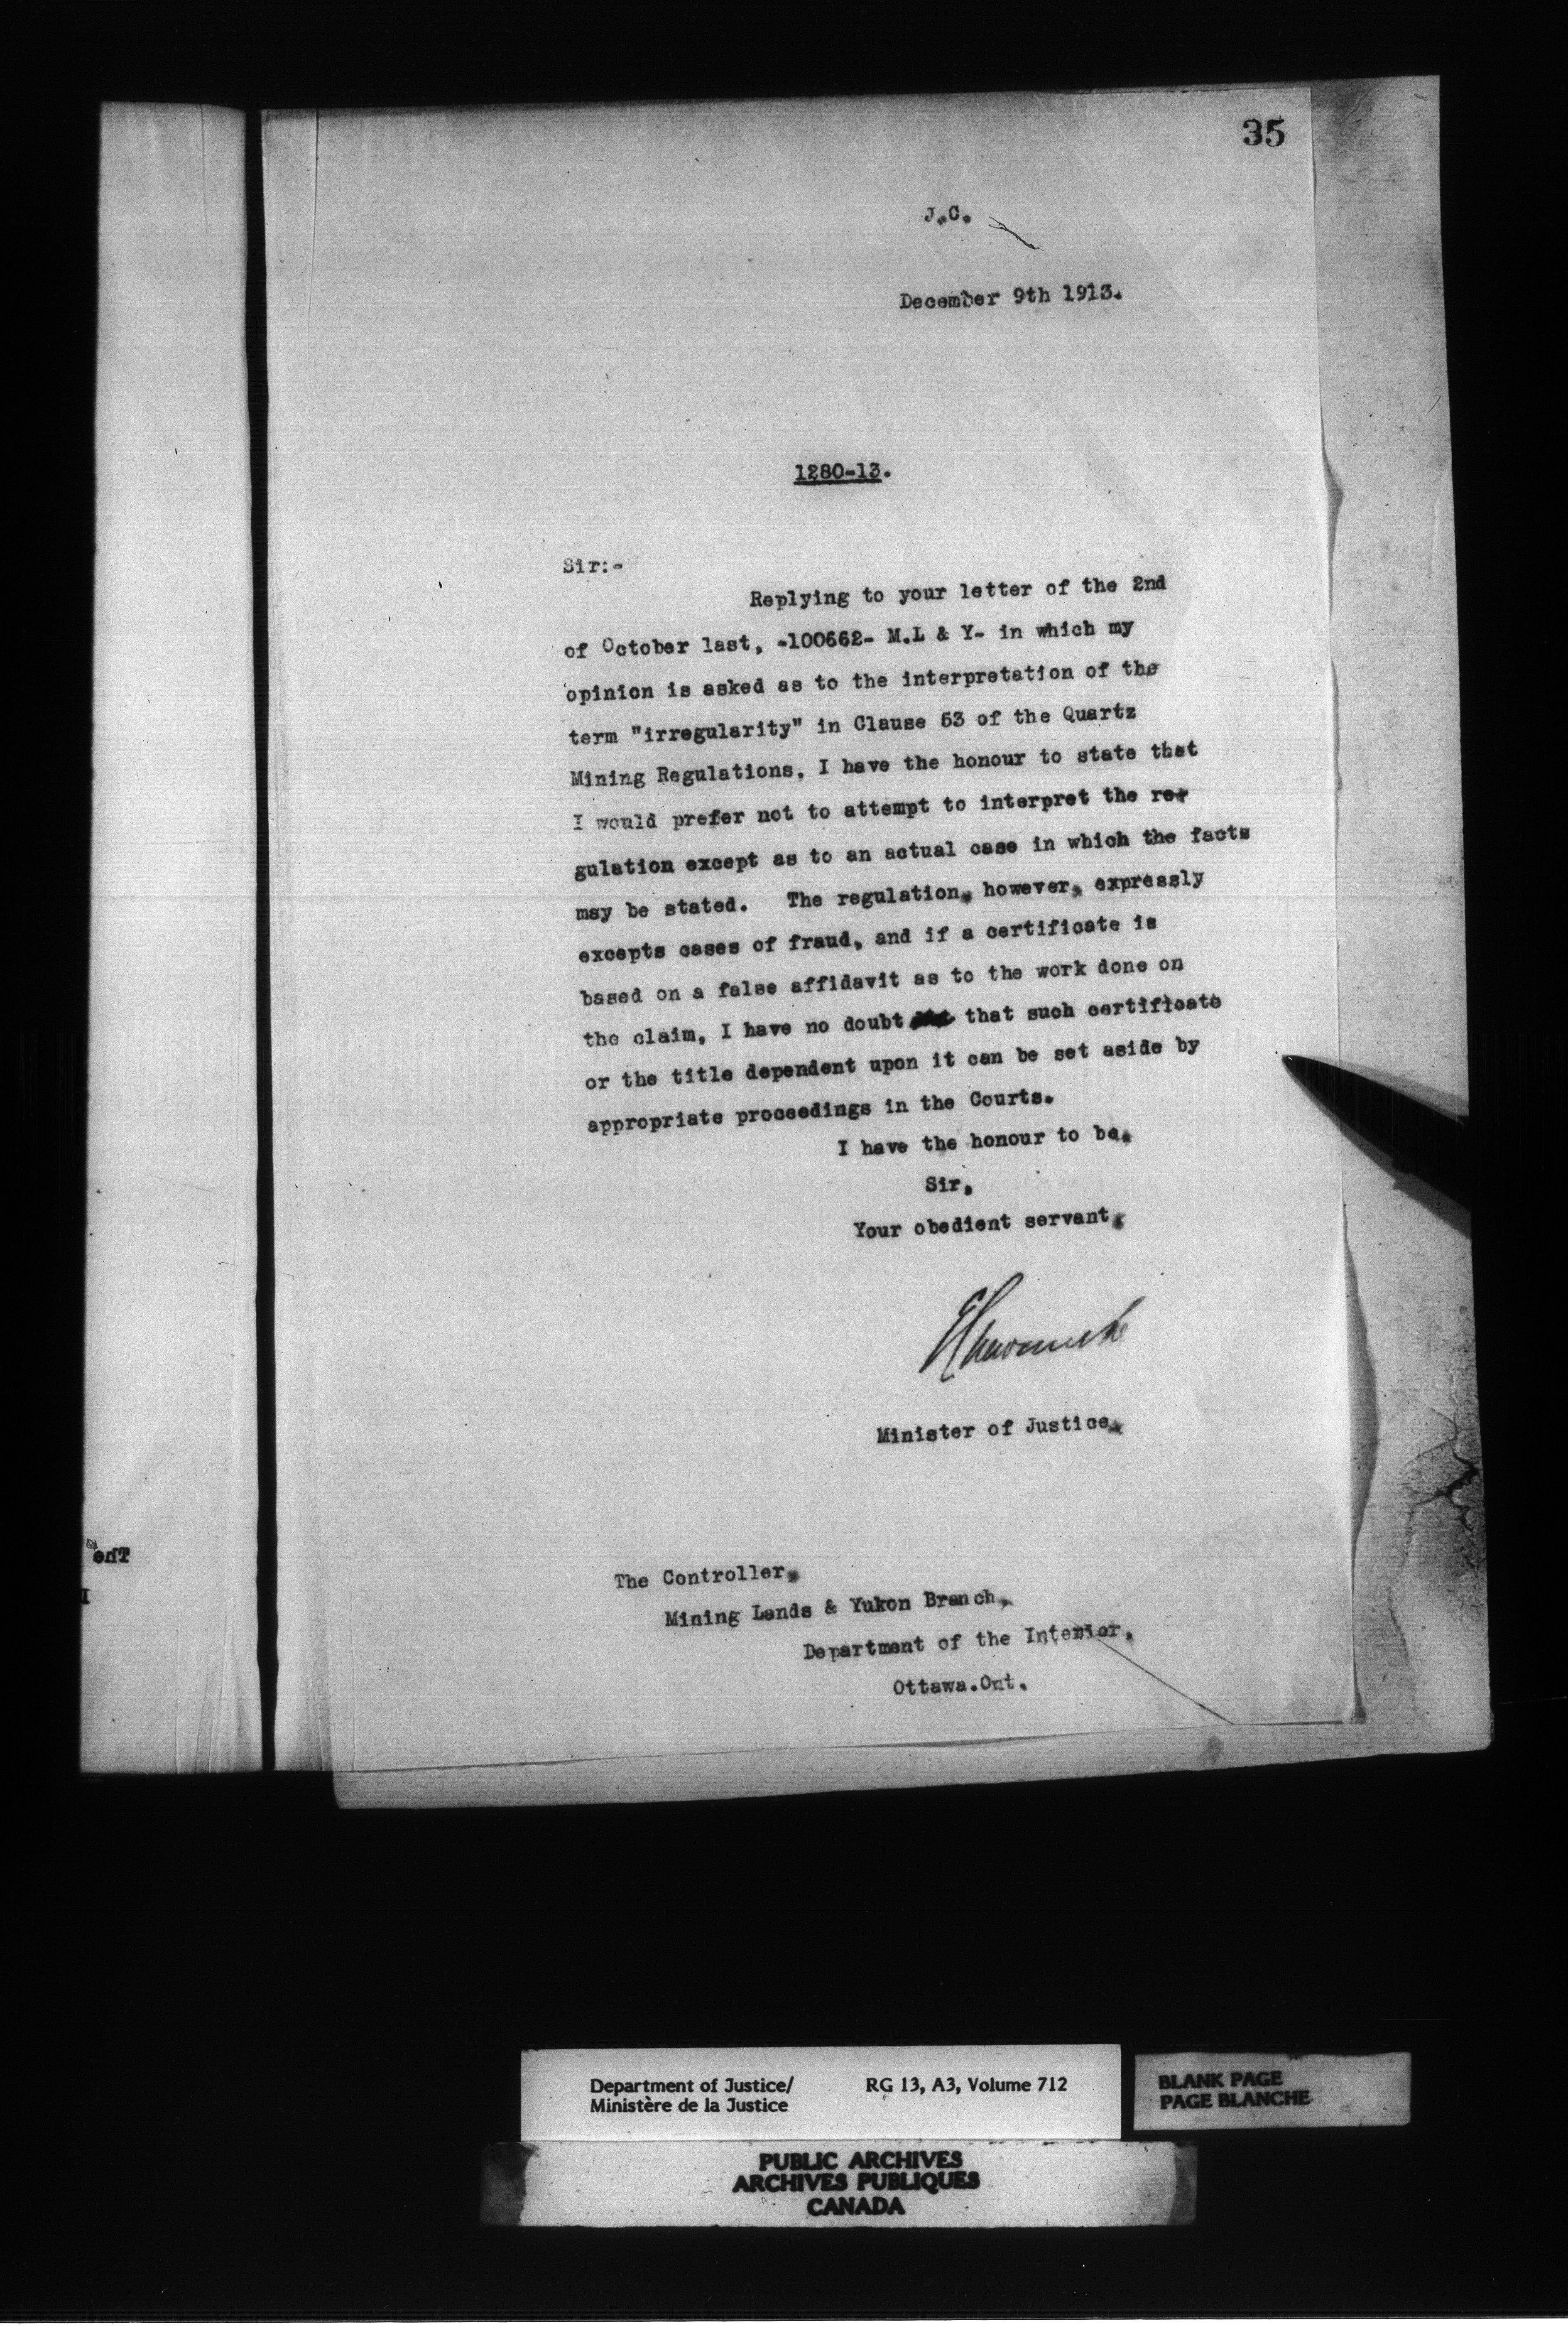 35
J.C.
December 9th 1913.
1280-13.
Sir:-
Replying to your letter of the 2nd
of October last, -100662- M.L & Y- in which my
opinion is asked as to the interpretation of the
term "irregularity" in Clause 53 of the Quartz
Mining Regulations, I have the honour to state that
I would prefer not to attempt to interpret the re-
gulation except as to an actual case in which the facts
may be stated. The regulation, however, expressly
excepts cases of fraud, and if a certificate is
based on a false affidavit as to the work done on
the claim, I have no doubt that such certificate
or the title dependent upon it can be set aside by
appropriate proceedings in the Courts.
I have the honour to be,
Sir,
Your obedient servant,
Minister of Justice.
The Controller,
Mining Lands & Yukon Branch,
Department of the Interior,
Ottawa.Ont.
The
Department of Justice/ RG 13, A3, Volume 712
Ministère de la Justice
BLANK PAGE
PAGE BLANCHE
PUBLIC ARCHIVES
ARCHIVES PUBLIQUES
CANADA